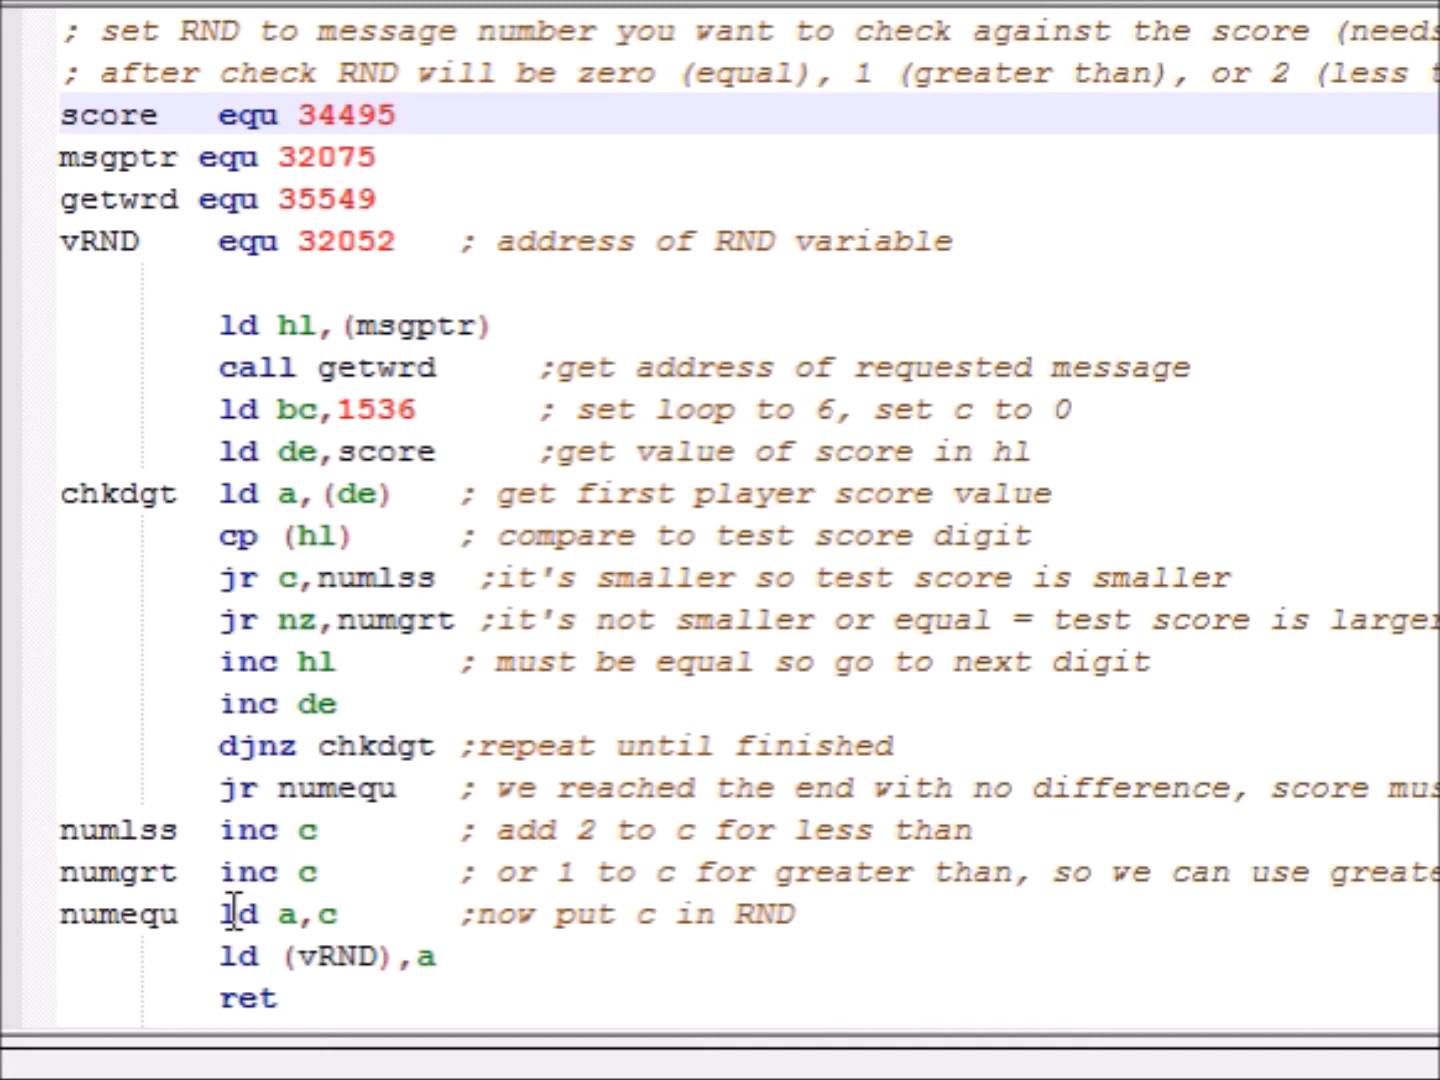 ; set RND to message number you want to check against the score (needs
; after check RND will be zero (equal), 1 (greater than), or 2 (less
score equ 34495
msgptr equ 32075
getwrd equ 35549
vRND equ 32052 ; address of RND variable
ld hl,(msgptr)
call getwrd ;get address of requested message
ld bc,1536 ; set loop to 6, set c to 0
ld de,score ;get value of score in hl
chkdgt ld a,(de) ; get first player score value
cp (hl) ; compare to test score digit
jr c,numlss ;it's smaller so test score is smaller
jr nz,numgrt ;it's not smaller or equal = test score is larger
inc hl ; must be equal so go to next digit
inc de
djnz chkdgt ;repeat until finished
jr numequ ; we reached the end with no difference, score
numlss inc c ; add 2 to c for less than
numgrt inc c ; or 1 to c for greater than, so we can use
numequ ld a,c ;now put c in RND
ld (vRND),a
ret